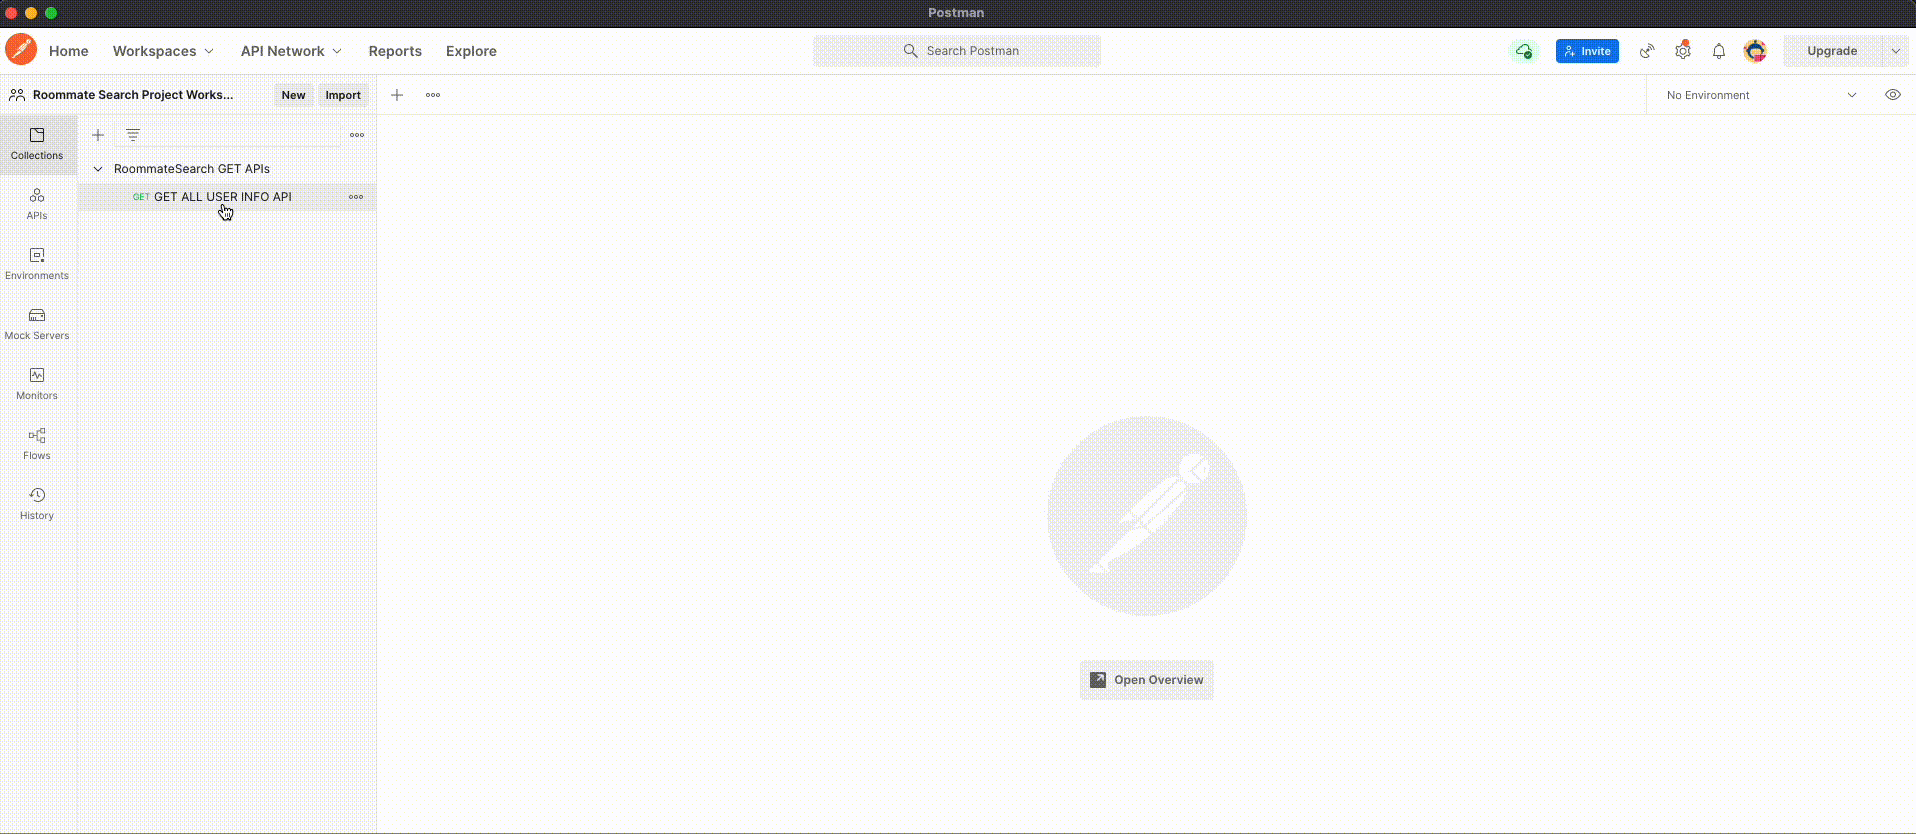 Postman
Home Workspaces API Network Reports Explore Search Postman Invite Upgrade
Roommate Search Project Works... New Import No Environment
Collections
RoommateSearch GET APIs
GET GET ALL USER INFO API
APIs
Environments
Mock Servers
Monitors
Flows
History
Open Overview